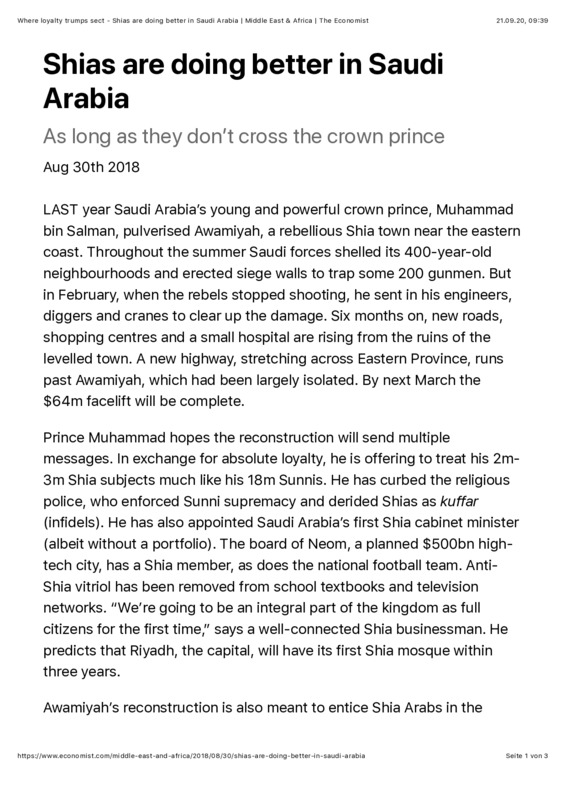 Where loyalty trumps sect - Shias are doing better in Saudi Arabia | Middle East & Africa | The Economist
21.09.20, 09:39
Shias are doing better in Saudi
Arabia
As long as they don’t cross the crown prince
Aug 30th 2018
LAST year Saudi Arabia’s young and powerful crown prince, Muhammad
bin Salman, pulverised Awamiyah, a rebellious Shia town near the eastern
coast. Throughout the summer Saudi forces shelled its 400-year-old
neighbourhoods and erected siege walls to trap some 200 gunmen. But
in February, when the rebels stopped shooting, he sent in his engineers,
diggers and cranes to clear up the damage. Six months on, new roads,
shopping centres and a small hospital are rising from the ruins of the
levelled town. A new highway, stretching across Eastern Province, runs
past Awamiyah, which had been largely isolated. By next March the
$64m facelift will be complete.
Prince Muhammad hopes the reconstruction will send multiple
messages. In exchange for absolute loyalty, he is offering to treat his 2m-
3m Shia subjects much like his 18m Sunnis. He has curbed the religious
police, who enforced Sunni supremacy and derided Shias as kuffar
(infidels). He has also appointed Saudi Arabia’s first Shia cabinet minister
(albeit without a portfolio). The board of Neom, a planned $500bn high-
tech city, has a Shia member, as does the national football team. Anti-
Shia vitriol has been removed from school textbooks and television
networks. “We’re going to be an integral part of the kingdom as full
citizens for the first time,” says a well-connected Shia businessman. He
predicts that Riyadh, the capital, will have its first Shia mosque within
three years.
Awamiyah’s reconstruction is also meant to entice Shia Arabs in the
https://www.economist.com/middle-east-and-africa/2018/08/30/shias-are-doing-better-in-saudi-arabia
Seite 1 von 3